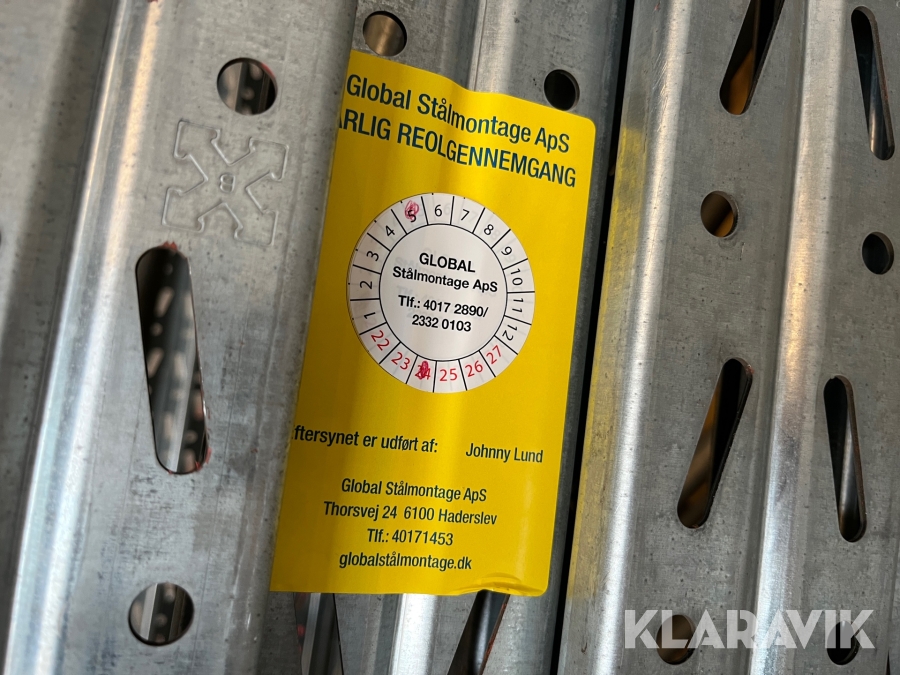 Global Stålmontage ApS
ÅRLIG REOLGENNEMGANG
1 2 3 4 5 6 7 8 9 10 11 12
22 23 24 25 26 27
GLOBAL
Stålmontage ApS
Tlf.: 4017 2890/
2332 0103
ftersynet er udført af: Johnny Lund
Global Stålmontage ApS
Thorsvej 24 6100 Haderslev
Tlf.: 40171453
globalstålmontage.dk
B
KLARAVIK